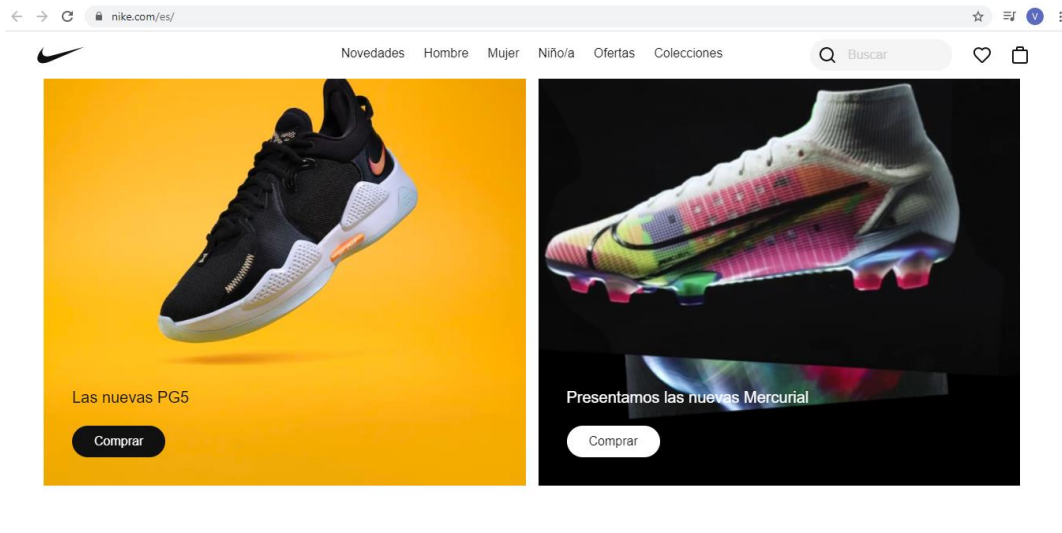 nike.com/es/
V
Novedades Hombre Mujer Niño/a Ofertas Colecciones Buscar
Las nuevas PG5
Comprar
Presentamos las nuevas Mercurial
Comprar